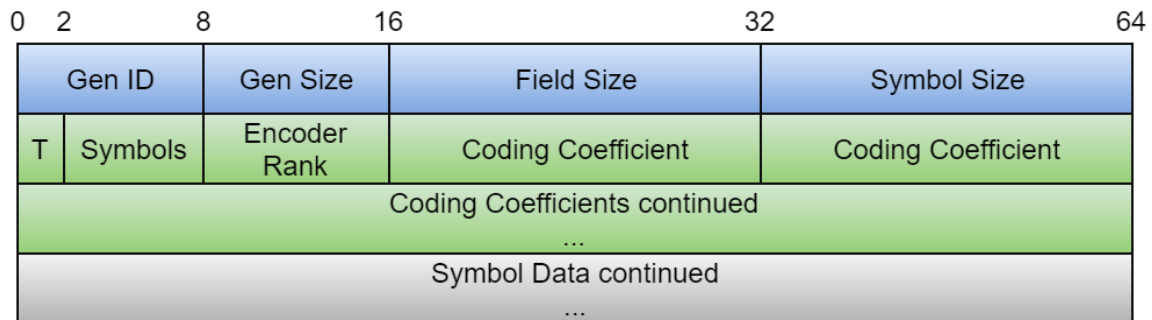 0 2 8 16 32 64
Gen ID Gen Size Field Size Symbol Size
T Symbols Encoder Rank Coding Coefficient Coding Coefficient
Coding Coefficients continued
...
Symbol Data continued
...